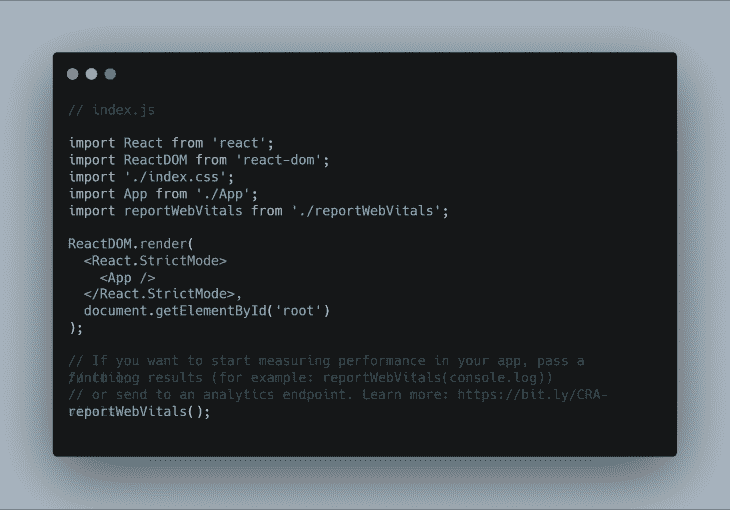 // index.js
import React from 'react';
import ReactDOM from 'react-dom';
import './index.css';
import App from './App';
import reportWebVitals from './reportWebVitals';
ReactDOM.render(
<React.StrictMode>
<App />
</React.StrictMode>,
document.getElementById('root')
);
// If you want to start measuring performance in your app, pass a
function
// to log results (for example: reportWebVitals(console.log))
// or send to an analytics endpoint. Learn more: https://bit.ly/CRA-
reportWebVitals();